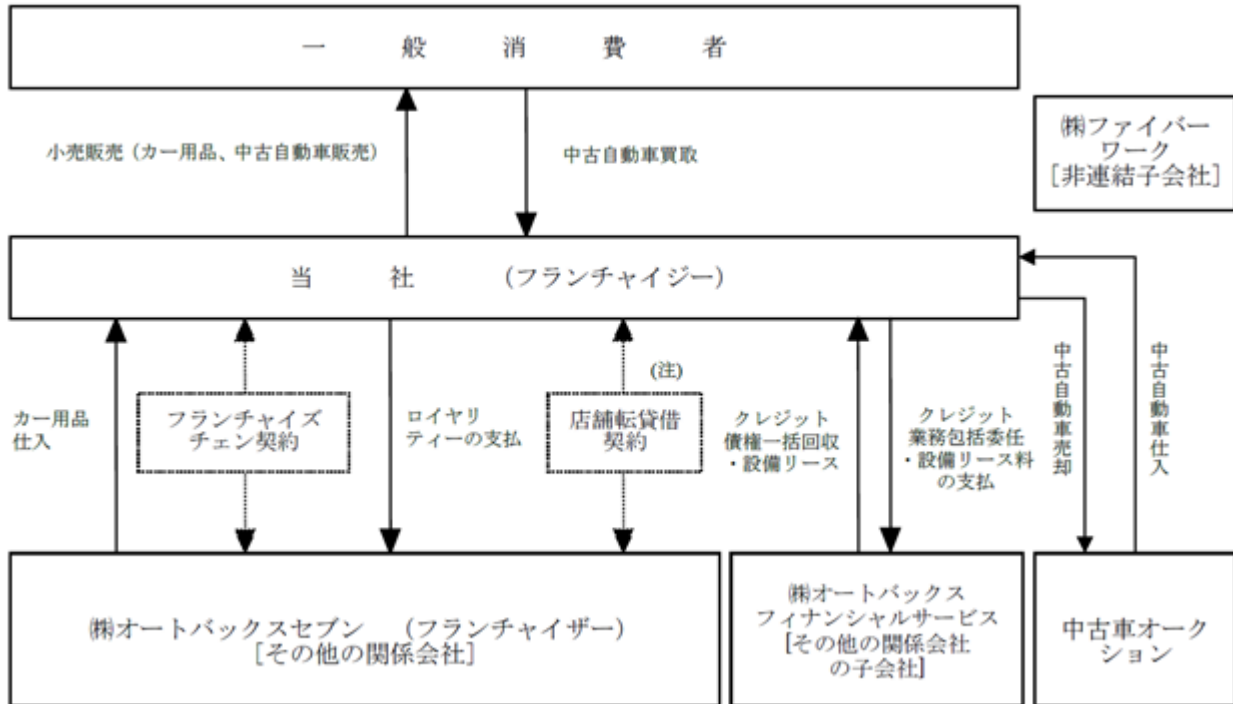 一般消費者
㈱ファイバー
ワーク
［非連結子会社］
小売販売（カー用品、中古自動車販売）
中古自動車買取
当社　（フランチャイジー）
カー用品
仕入
フランチャイズ
チェン契約
ロイヤリ
ティーの支払
(注)
店舗転貸借
契約
クレジット
債権一括回収
・設備リース
クレジット
業務包括委任
・設備リース料
の支払
中古自動車売却
中古自動車仕入
㈱オートバックスセブン　（フランチャイザー）
［その他の関係会社］
㈱オートバックス
フィナンシャルサービス
[その他の関係会社
の子会社]
中古車オーク
ション